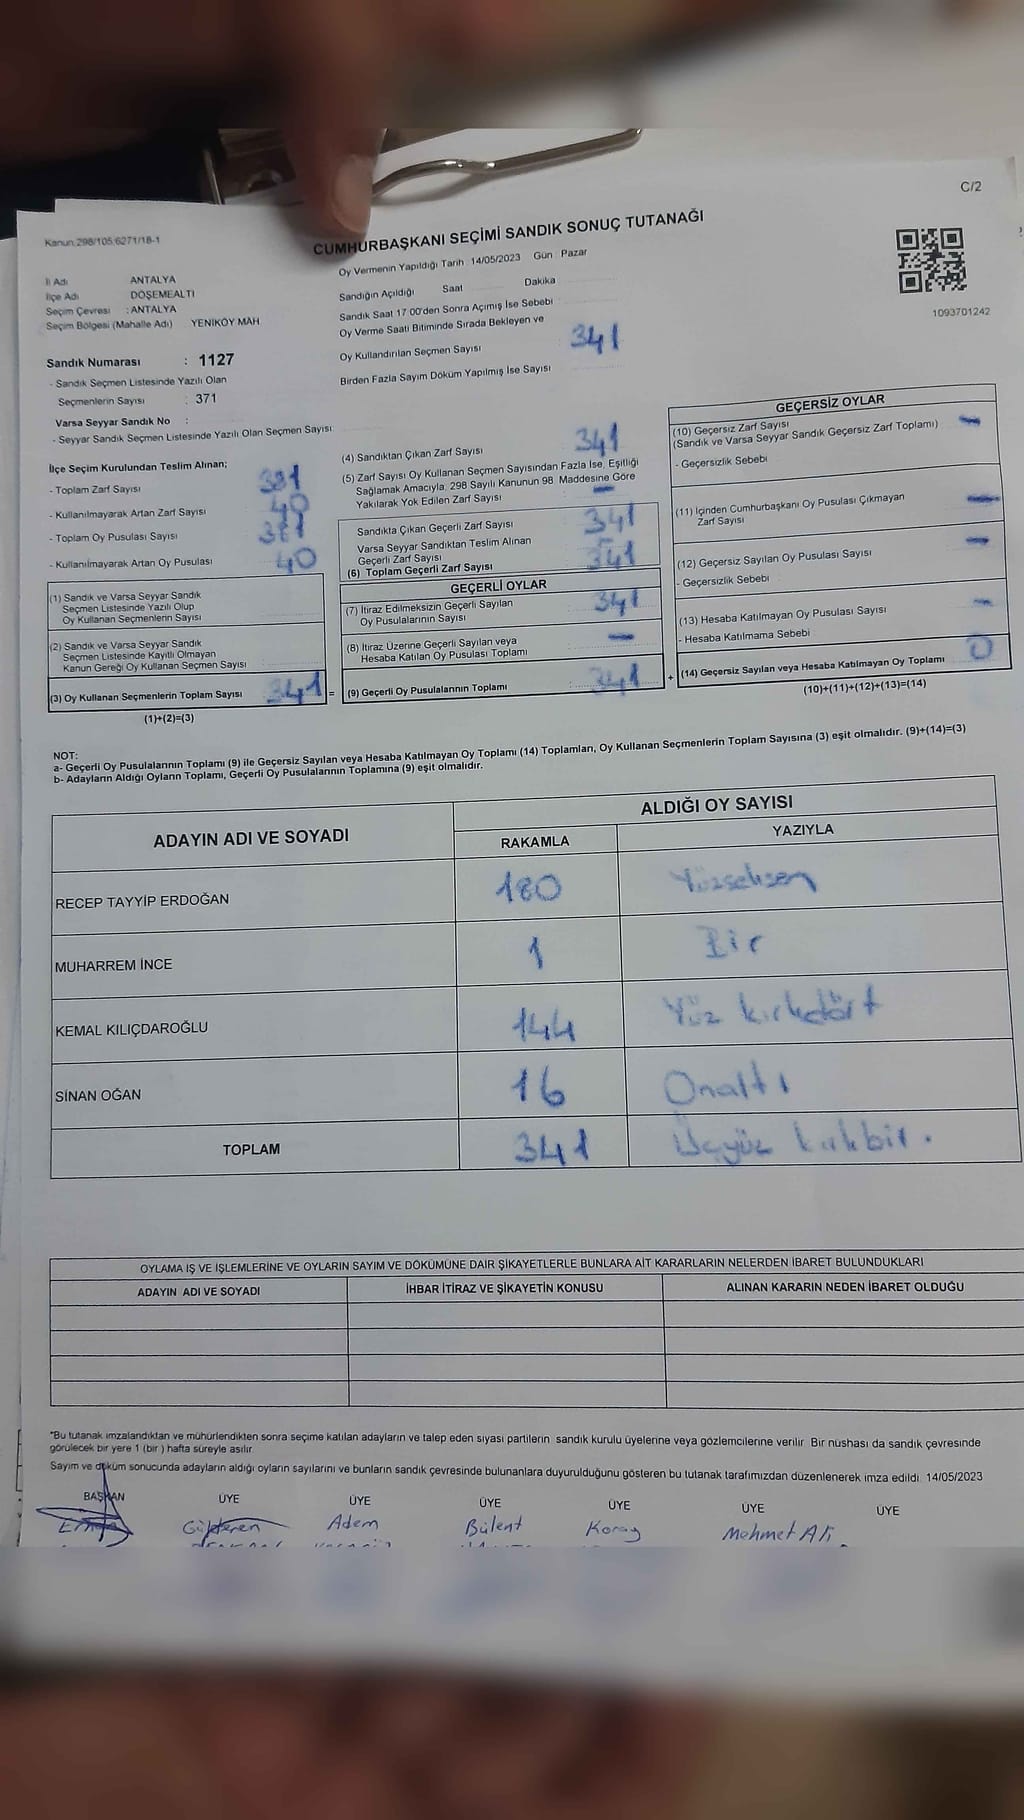 C/2
Kanun:298/105,6271/18-1
CUMHURBAŞKANI SEÇİMİ SANDIK SONUÇ TUTANAĞI
İl Adı : ANTALYA
İlçe Adı : DÖŞEMEALTI
Seçim Çevresi : ANTALYA
Seçim Bölgesi (Mahalle Adı) YENİKÖY MAH
Oy Vermenin Yapıldığı Tarih 14/05/2023 Gün Pazar
Sandığın Açıldığı Saat Dakika
Sandık Saat 17 00'den Sonra Açımış İse Sebebi
Oy Verme Saati Bitiminde Sırada Bekleyen ve
Oy Kullandırılan Seçmen Sayısı 341
Birden Fazla Sayım Döküm Yapılmış İse Sayısı
1093701242
Sandık Numarası : 1127
- Sandık Seçmen Listesinde Yazılı Olan
Seçmenlerin Sayısı : 371
Varsa Seyyar Sandık No :
- Seyyar Sandık Seçmen Listesinde Yazılı Olan Seçmen Sayısı
İlçe Seçim Kurulundan Teslim Alınan;
- Toplam Zarf Sayısı 381
- Kullanılmayarak Artan Zarf Sayısı 40
- Toplam Oy Pusulası Sayısı 381
- Kullanılmayarak Artan Oy Pusulası 40
(1) Sandık ve Varsa Seyyar Sandık
Seçmen Listesinde Yazılı Olup
Oy Kullanan Seçmenlerin Sayısı
(2) Sandık ve Varsa Seyyar Sandık
Seçmen Listesinde Kayıtlı Olmayan
Kanun Gereği Oy Kullanan Seçmen Sayısı
(3) Oy Kullanan Seçmenlerin Toplam Sayısı 341 =
(1)+(2)=(3)
(4) Sandıktan Çıkan Zarf Sayısı 341
(5) Zarf Sayısı Oy Kullanan Seçmen Sayısından Fazla İse, Eşitliği
Sağlamak Amacıyla, 298 Sayılı Kanunun 98. Maddesine Göre
Yakılarak Yok Edilen Zarf Sayısı —
Sandıkta Çıkan Geçerli Zarf Sayısı 341
Varsa Seyyar Sandıktan Teslim Alınan
Geçerli Zarf Sayısı —
(6) Toplam Geçerli Zarf Sayısı 341
GEÇERLİ OYLAR
(7) İtiraz Edilmeksizin Geçerli Sayılan
Oy Pusulalarının Sayısı 341
(8) İtiraz Üzerine Geçerli Sayılan veya
Hesaba Katılan Oy Pusulası Toplamı —
(9) Geçerli Oy Pusulalarının Toplamı : 341 +
GEÇERSİZ OYLAR
(10) Geçersiz Zarf Sayısı —
(Sandık ve Varsa Seyyar Sandık Geçersiz Zarf Toplamı)
- Geçersizlik Sebebi
(11) İçinden Cumhurbaşkanı Oy Pusulası Çıkmayan —
Zarf Sayısı
(12) Geçersiz Sayılan Oy Pusulası Sayısı —
- Geçersizlik Sebebi
(13) Hesaba Katılmayan Oy Pusulası Sayısı —
- Hesaba Katılmama Sebebi
(14) Geçersiz Sayılan veya Hesaba Katılmayan Oy Toplamı 0
(10)+(11)+(12)+(13)=(14)
NOT:
a- Geçerli Oy Pusulalarının Toplamı (9) ile Geçersiz Sayılan veya Hesaba Katılmayan Oy Toplamı (14) Toplamları, Oy Kullanan Seçmenlerin Toplam Sayısına (3) eşit olmalıdır. (9)+(14)=(3)
b- Adayların Aldığı Oyların Toplamı, Geçerli Oy Pusulalarının Toplamına (9) eşit olmalıdır.
ADAYIN ADI VE SOYADI ALDIĞI OY SAYISI
RAKAMLA YAZIYLA
RECEP TAYYİP ERDOĞAN 180 Yüzseksen
MUHARREM İNCE 1 Bir
KEMAL KILIÇDAROĞLU 144 Yüz kırkdört
SİNAN OĞAN 16 Onaltı
TOPLAM 341 Üçyüz kırkbir.
OYLAMA İŞ VE İŞLEMLERİNE VE OYLARIN SAYIM VE DÖKÜMÜNE DAİR ŞİKAYETLERLE BUNLARA AİT KARARLARIN NELERDEN İBARET BULUNDUKLARI
ADAYIN ADI VE SOYADI İHBAR İTİRAZ VE ŞİKAYETİN KONUSU ALINAN KARARIN NEDEN İBARET OLDUĞU
*Bu tutanak imzalandıktan ve mühürlendikten sonra seçime katılan adayların ve talep eden siyasi partilerin sandık kurulu üyelerine veya gözlemcilerine verilir Bir nushası da sandık çevresinde
görülecek bir yere 1 (bir ) hafta süreyle asılır
Sayım ve döküm sonucunda adayların aldığı oyların sayılarını ve bunların sandık çevresinde bulunanlara duyurulduğunu gösteren bu tutanak tarafımızdan düzenlenerek imza edildi. 14/05/2023
BAŞKAN ÜYE ÜYE ÜYE ÜYE ÜYE ÜYE
Adem Bülent Koray Mehmet Ali